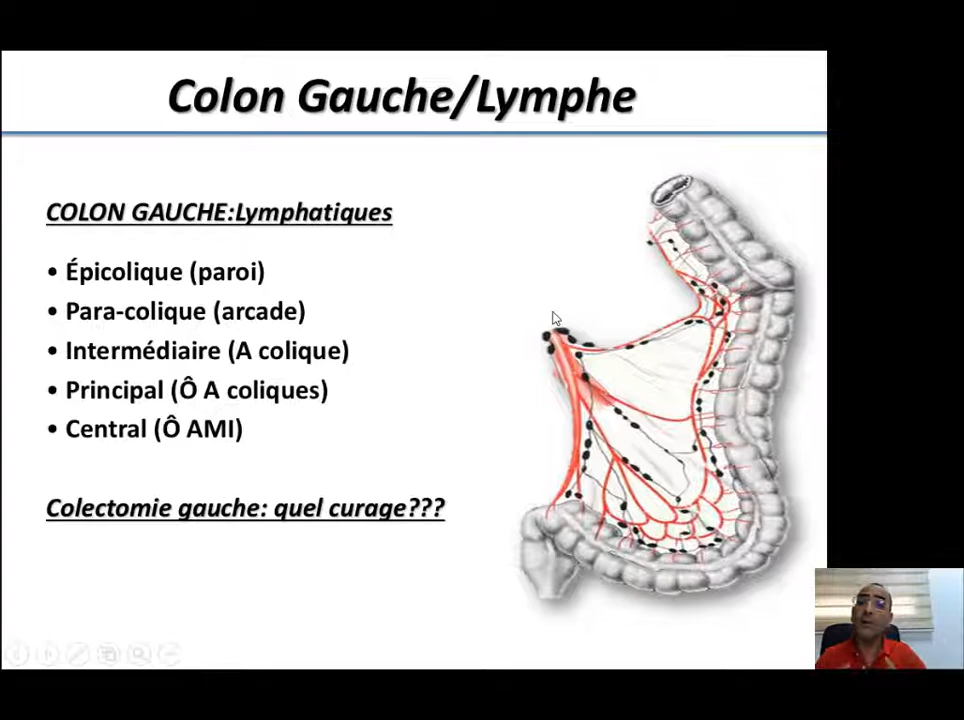 Colon Gauche/Lymphe
COLON GAUCHE:Lymphatiques
• Épicolique (paroi)
• Para-colique (arcade)
• Intermédiaire (A colique)
• Principal (Ô A coliques)
• Central (Ô AMI)
Colectomie gauche: quel curage???